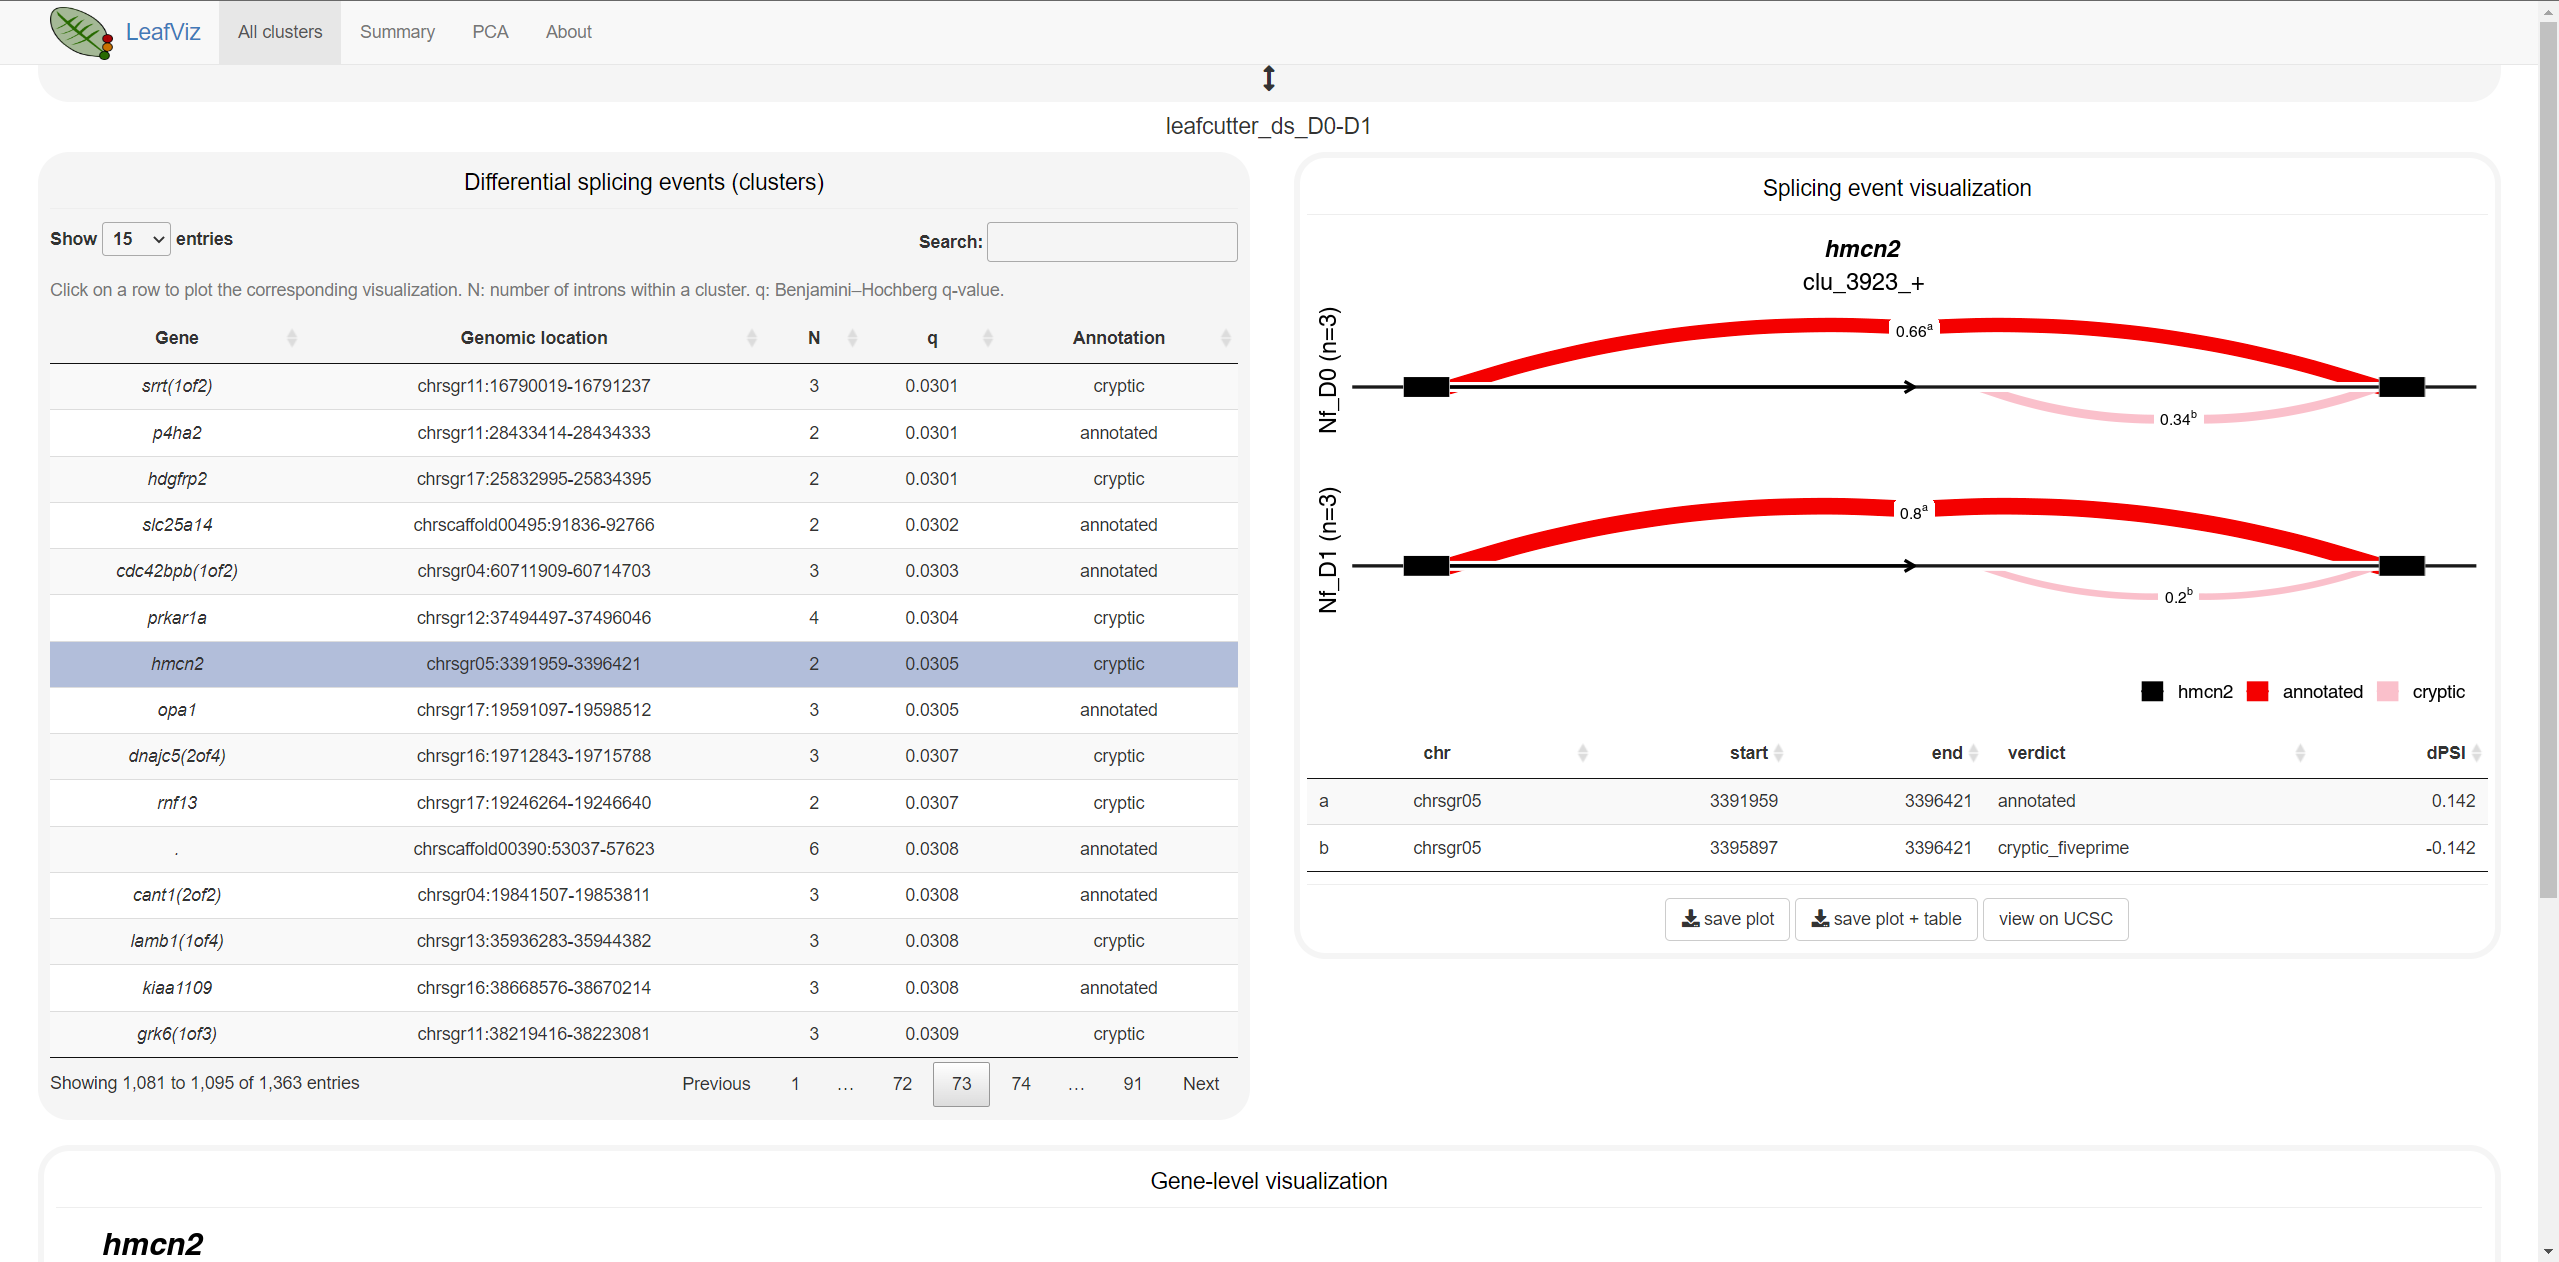 LeafViz All clusters Summary PCA About
leafcutter_ds_D0-D1
Differential splicing events (clusters)
Show 15 entries Search:
Click on a row to plot the corresponding visualization. N: number of introns within a cluster. q: Benjamini–Hochberg q-value.
Gene Genomic location N q Annotation
srrt(1of2) chrsgr11:16790019-16791237 3 0.0301 cryptic
p4ha2 chrsgr11:28433414-28434333 2 0.0301 annotated
hdgfrp2 chrsgr17:25832995-25834395 2 0.0301 cryptic
slc25a14 chrscaffold00495:91836-92766 2 0.0302 annotated
cdc42bpb(1of2) chrsgr04:60711909-60714703 3 0.0303 annotated
prkar1a chrsgr12:37494497-37496046 4 0.0304 cryptic
hmcn2 chrsgr05:3391959-3396421 2 0.0305 cryptic
opa1 chrsgr17:19591097-19598512 3 0.0305 annotated
dnajc5(2of4) chrsgr16:19712843-19715788 3 0.0307 cryptic
rnf13 chrsgr17:19246264-19246640 2 0.0307 cryptic
. chrscaffold00390:53037-57623 6 0.0308 annotated
cant1(2of2) chrsgr04:19841507-19853811 3 0.0308 annotated
lamb1(1of4) chrsgr13:35936283-35944382 3 0.0308 cryptic
kiaa1109 chrsgr16:38668576-38670214 3 0.0308 annotated
grk6(1of3) chrsgr11:38219416-38223081 3 0.0309 cryptic
Showing 1,081 to 1,095 of 1,363 entries Previous 1 … 72 73 74 … 91 Next
Splicing event visualization
hmcn2
clu_3923_+
Nf_D0 (n=3)
0.66a
0.34b
Nf_D1 (n=3)
0.8a
0.2b
hmcn2 annotated cryptic
chr start end verdict dPSI
a chrsgr05 3391959 3396421 annotated 0.142
b chrsgr05 3395897 3396421 cryptic_fiveprime -0.142
save plot save plot + table view on UCSC
Gene-level visualization
hmcn2